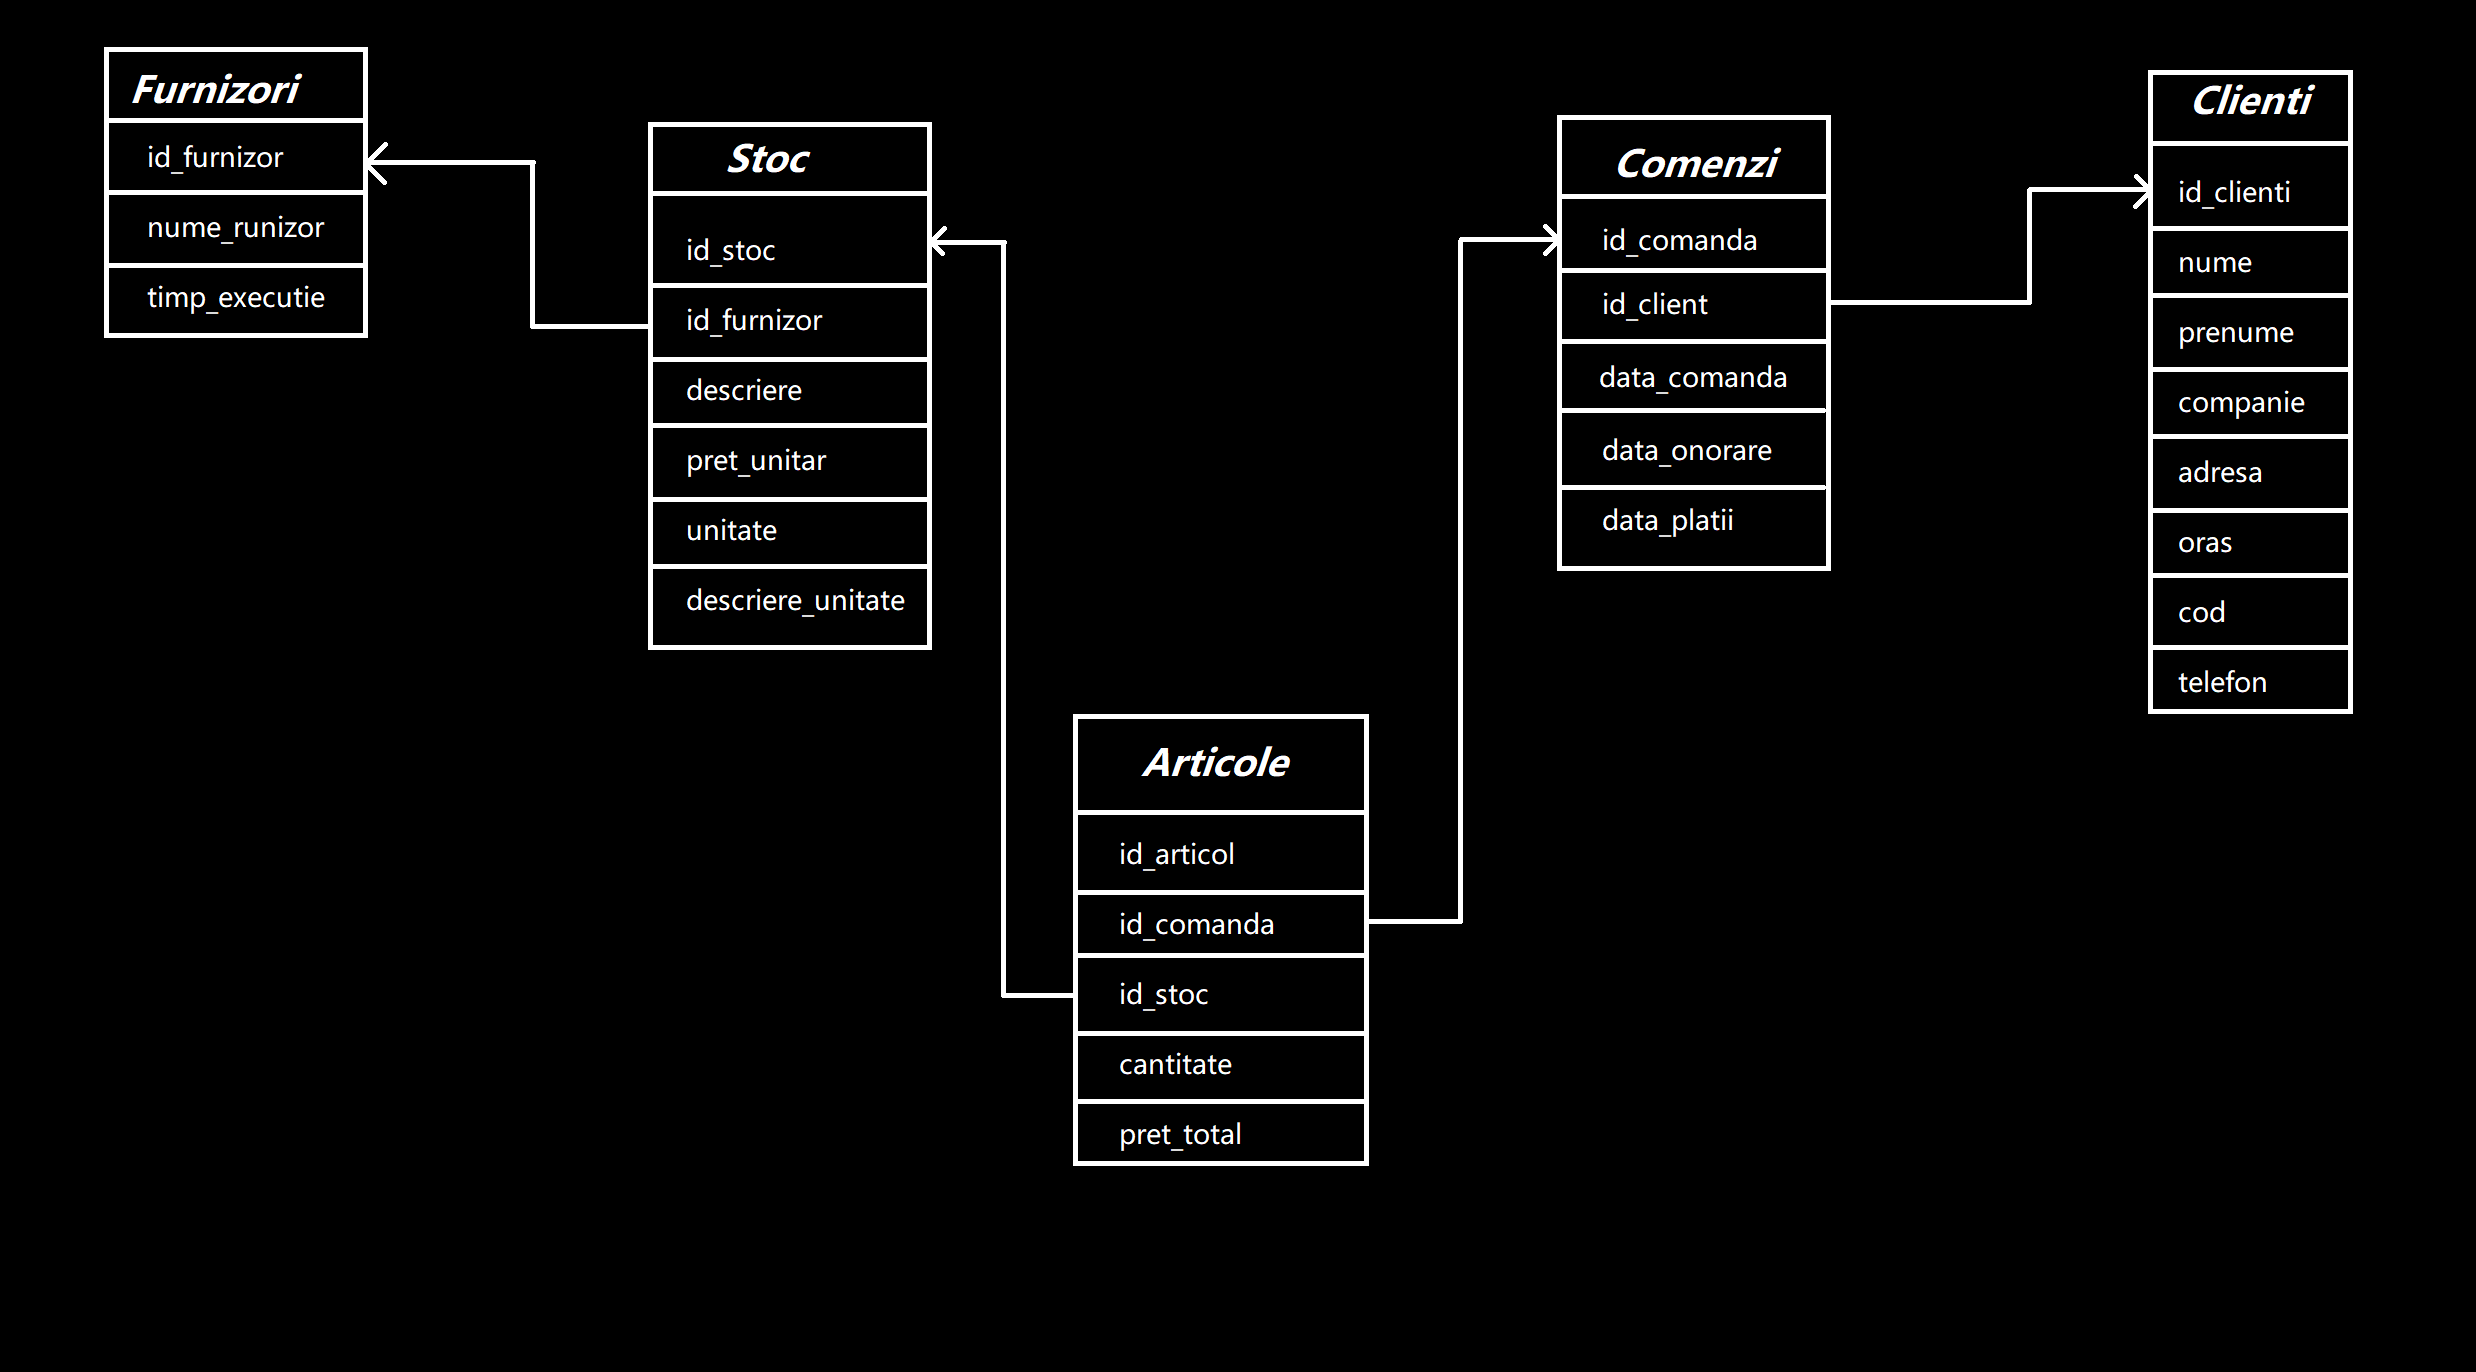 Furnizori
id_furnizor
nume_runizor
timp_executie
Stoc
id_stoc
id_furnizor
descriere
pret_unitar
unitate
descriere_unitate
Articole
id_articol
id_comanda
id_stoc
cantitate
pret_total
Comenzi
id_comanda
id_client
data_comanda
data_onorare
data_platii
Clienti
id_clienti
nume
prenume
companie
adresa
oras
cod
telefon